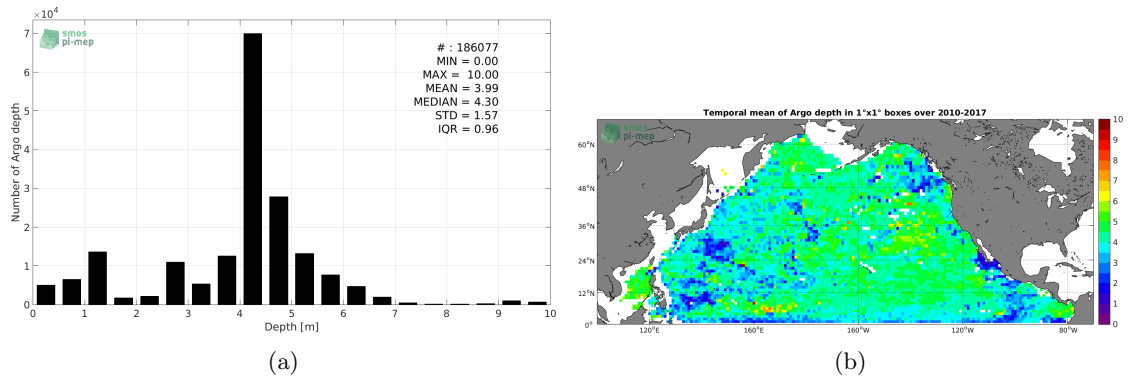 ×10⁴
smos
pi-mep
7
6
5
4
3
2
1
0
Number of Argo depth
# : 186077
MIN = 0.00
MAX = 10.00
MEAN = 3.99
MEDIAN = 4.30
STD = 1.57
IQR = 0.96
0 1 2 3 4 5 6 7 8 9 10
Depth [m]
(a)
Temporal mean of Argo depth in 1°x1° boxes over 2010-2017
smos
pi-mep
60°N
48°N
36°N
24°N
12°N
0°
120°E 160°E 160°W 120°W 80°W
10
9
8
7
6
5
4
3
2
1
0
(b)